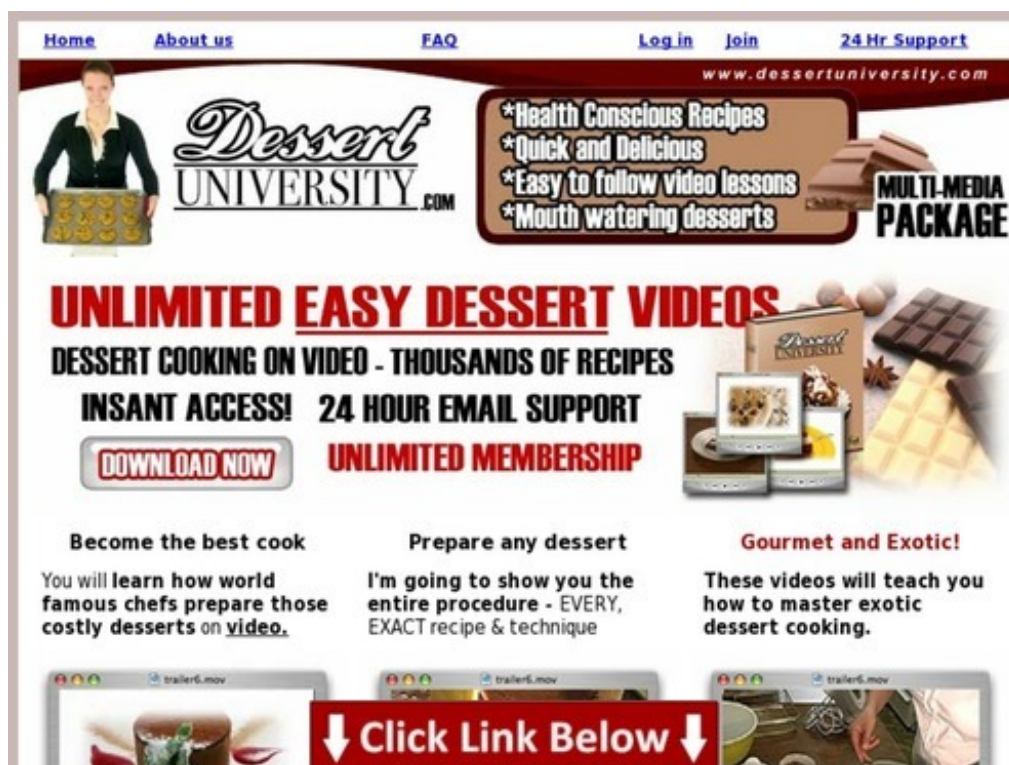 Home About us FAQ Log in Join 24 Hr Support
www.dessertuniversity.com
Dessert
UNIVERSITY.COM
*Health Conscious Recipes
*Quick and Delicious
*Easy to follow video lessons
*Mouth watering desserts
MULTI-MEDIA
PACKAGE
UNLIMITED EASY DESSERT VIDEOS
DESSERT COOKING ON VIDEO - THOUSANDS OF RECIPES
INSANT ACCESS! 24 HOUR EMAIL SUPPORT
DOWNLOAD NOW UNLIMITED MEMBERSHIP
Dessert
UNIVERSITY
Become the best cook
You will learn how world
famous chefs prepare those
costly desserts on video.
Prepare any dessert
I'm going to show you the
entire procedure - EVERY,
EXACT recipe & technique
Gourmet and Exotic!
These videos will teach you
how to master exotic
dessert cooking.
trailer6.mov
trailer6.mov
trailer6.mov
Click Link Below